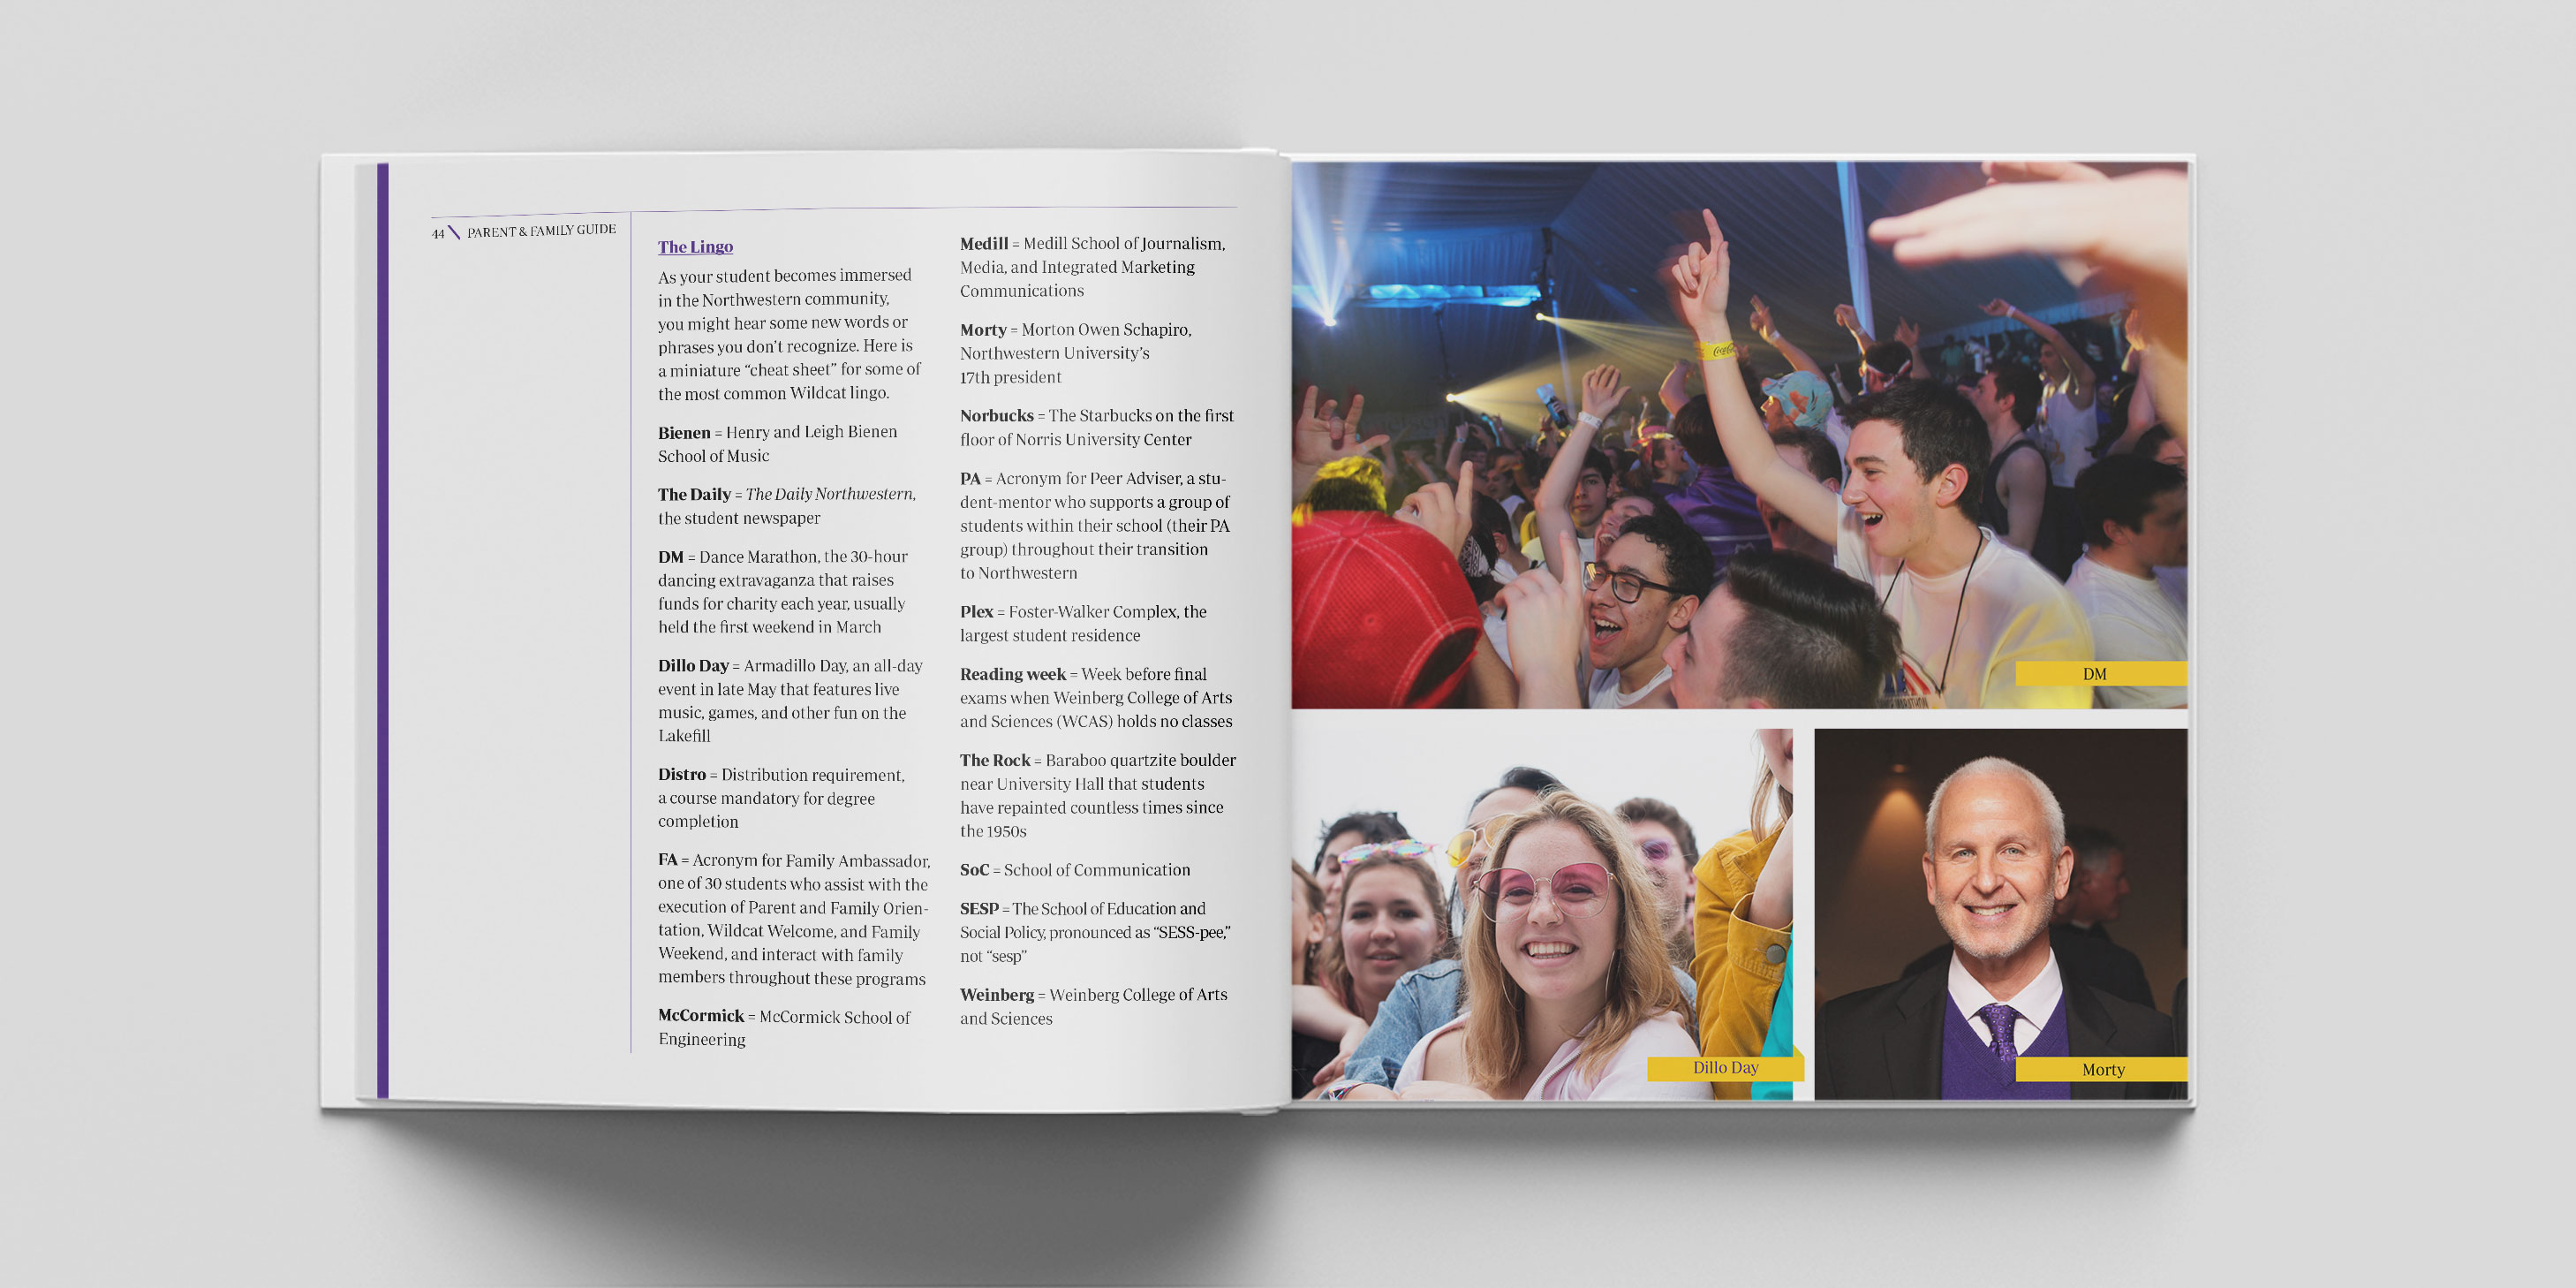 44 \ PARENT & FAMILY GUIDE
The Lingo
As your student becomes immersed
in the Northwestern community,
you might hear some new words or
phrases you don’t recognize. Here is
a miniature “cheat sheet” for some of
the most common Wildcat lingo.
Bienen = Henry and Leigh Bienen
School of Music
The Daily = The Daily Northwestern,
the student newspaper
DM = Dance Marathon, the 30-hour
dancing extravaganza that raises
funds for charity each year, usually
held the first weekend in March
Dillo Day = Armadillo Day, an all-day
event in late May that features live
music, games, and other fun on the
Lakefill
Distro = Distribution requirement,
a course mandatory for degree
completion
FA = Acronym for Family Ambassador,
one of 30 students who assist with the
execution of Parent and Family Orien-
tation, Wildcat Welcome, and Family
Weekend, and interact with family
members throughout these programs
McCormick = McCormick School of
Engineering
Medill = Medill School of Journalism,
Media, and Integrated Marketing
Communications
Morty = Morton Owen Schapiro,
Northwestern University’s
17th president
Norbucks = The Starbucks on the first
floor of Norris University Center
PA = Acronym for Peer Adviser, a stu-
dent-mentor who supports a group of
students within their school (their PA
group) throughout their transition
to Northwestern
Plex = Foster-Walker Complex, the
largest student residence
Reading week = Week before final
exams when Weinberg College of Arts
and Sciences (WCAS) holds no classes
The Rock = Baraboo quartzite boulder
near University Hall that students
have repainted countless times since
the 1950s
SoC = School of Communication
SESP = The School of Education and
Social Policy, pronounced as “SESS-pee,”
not “sesp”
Weinberg = Weinberg College of Arts
and Sciences
DM
Dillo Day
Morty